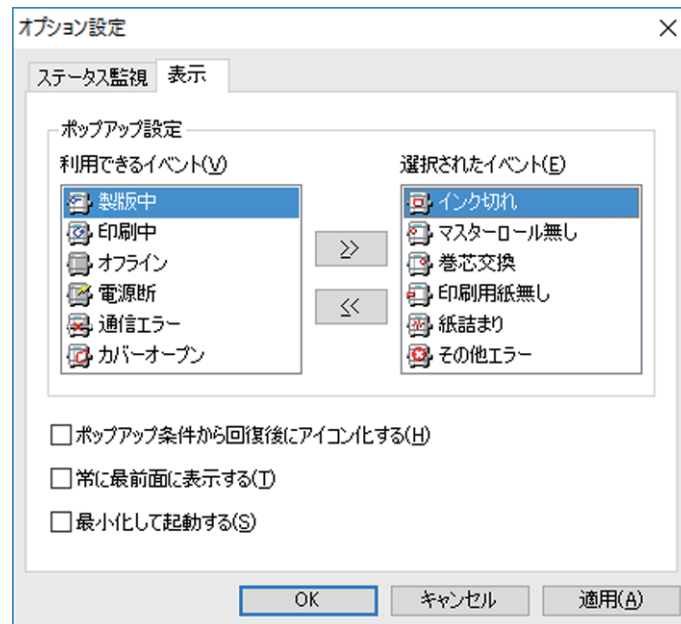 オプション設定
ステータス監視 表示
ポップアップ設定
利用できるイベント(V)
製版中
印刷中
オフライン
電源断
通信エラー
カバーオープン
>>
<<
選択されたイベント(E)
インク切れ
マスターロール無し
巻芯交換
印刷用紙無し
紙詰まり
その他エラー
ポップアップ条件から回復後にアイコン化する(H)
常に最前面に表示する(T)
最小化して起動する(S)
OK キャンセル 適用(A)